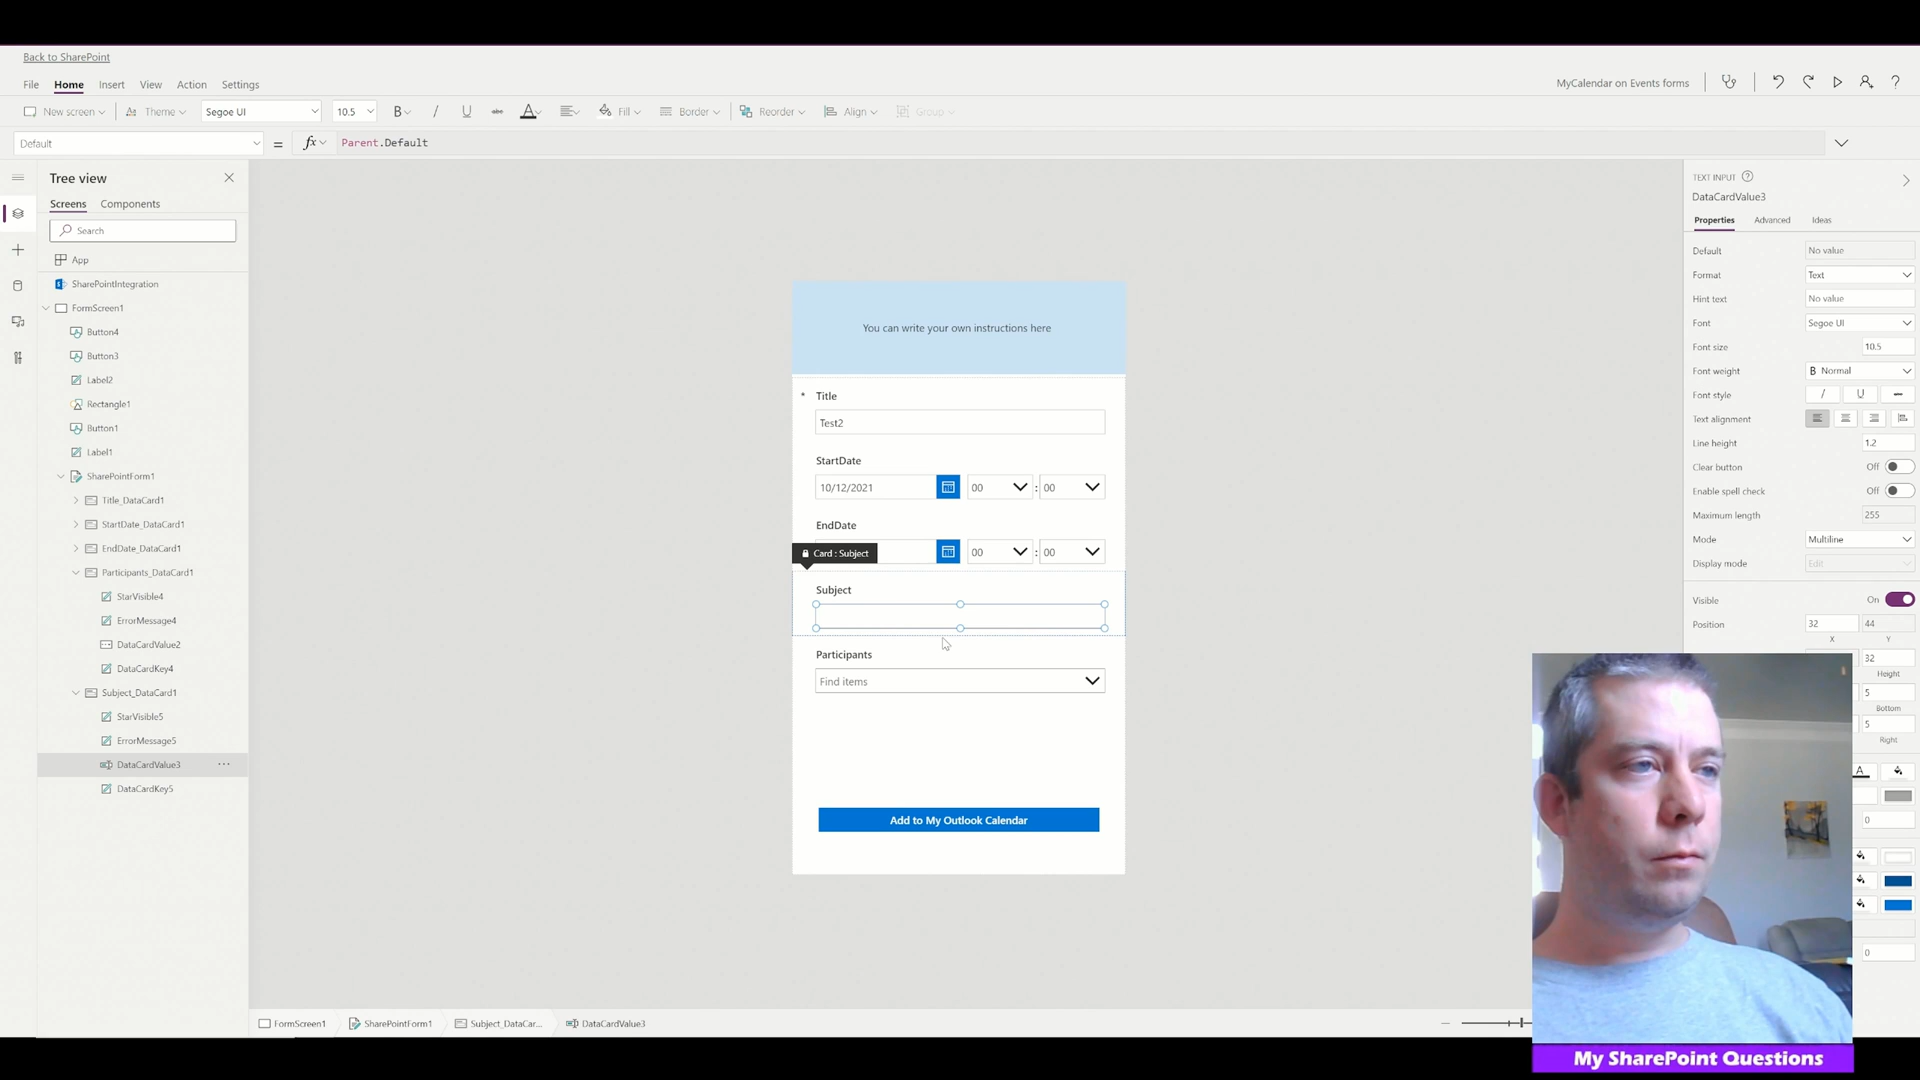 Back to SharePoint
File Home Insert View Action Settings
MyCalendar on Events forms
New screen Theme Segoe UI 10.5 B / U abc A Fill Border Reorder Align Group
Default = fx Parent.Default
Tree view
Screens Components
Search
App
SharePointIntegration
FormScreen1
Button4
Button3
Label2
Rectangle1
Button1
Label1
SharePointForm1
Title_DataCard1
StartDate_DataCard1
EndDate_DataCard1
Participants_DataCard1
StarVisible4
ErrorMessage4
DataCardValue2
DataCardKey4
Subject_DataCard1
StarVisible5
ErrorMessage5
DataCardValue3 ...
DataCardKey5
You can write your own instructions here
* Title
Test2
StartDate
10/12/2021 00 : 00
EndDate
Card : Subject 00 : 00
Subject
Participants
Find items
Add to My Outlook Calendar
TEXT INPUT ?
DataCardValue3
Properties Advanced Ideas
Default No value
Format Text
Hint text No value
Font Segoe UI
Font size 10.5
Font weight B Normal
Font style / U
Text alignment
Line height 1.2
Clear button Off
Enable spell check Off
Maximum length 255
Mode Multiline
Display mode Edit
Visible On
Position 32 44
X Y
32
Height
5
Bottom
5
Right
A
0
0
FormScreen1 SharePointForm1 Subject_DataCar... DataCardValue3
My SharePoint Questions